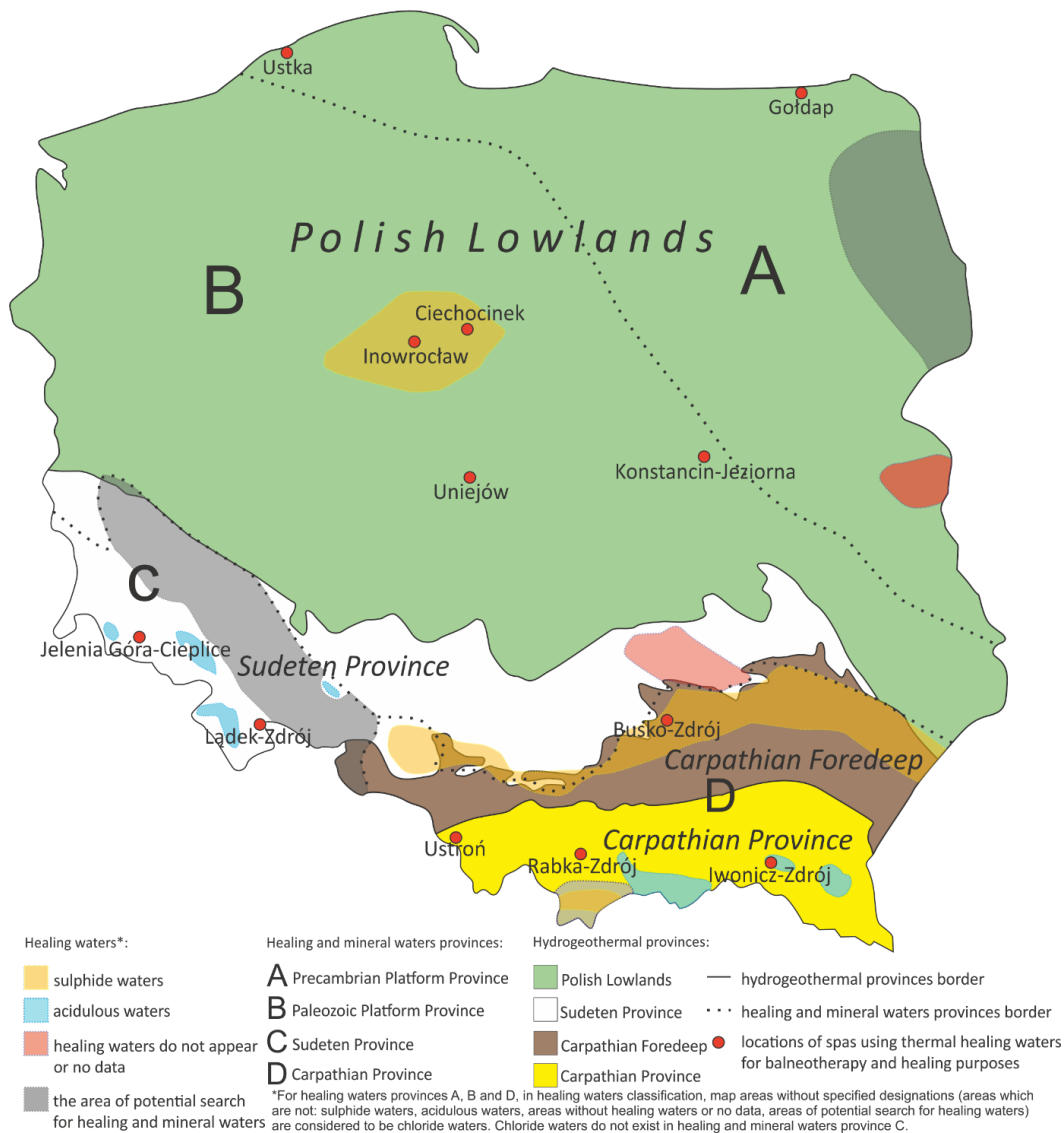 Ustka
Gołdap
Polish Lowlands
B
A
Ciechocinek
Inowrocław
Konstancin-Jeziorna
Uniejów
C
Jelenia Góra-Cieplice
Sudeten Province
Lądek-Zdrój
Busko-Zdrój
Carpathian Foredeep
D
Carpathian Province
Ustroń
Rabka-Zdrój
Iwonicz-Zdrój
Healing waters*:
sulphide waters
acidulous waters
healing waters do not appear
or no data
the area of potential search
for healing and mineral waters
Healing and mineral waters provinces:
A Precambrian Platform Province
B Paleozoic Platform Province
C Sudeten Province
D Carpathian Province
Hydrogeothermal provinces:
Polish Lowlands
Sudeten Province
Carpathian Foredeep
Carpathian Province
hydrogeothermal provinces border
healing and mineral waters provinces border
locations of spas using thermal healing waters
for balneotherapy and healing purposes
*For healing waters provinces A, B and D, in healing waters classification, map areas without specified designations (areas which
are not: sulphide waters, acidulous waters, areas without healing waters or no data, areas of potential search for healing waters)
are considered to be chloride waters. Chloride waters do not exist in healing and mineral waters province C.